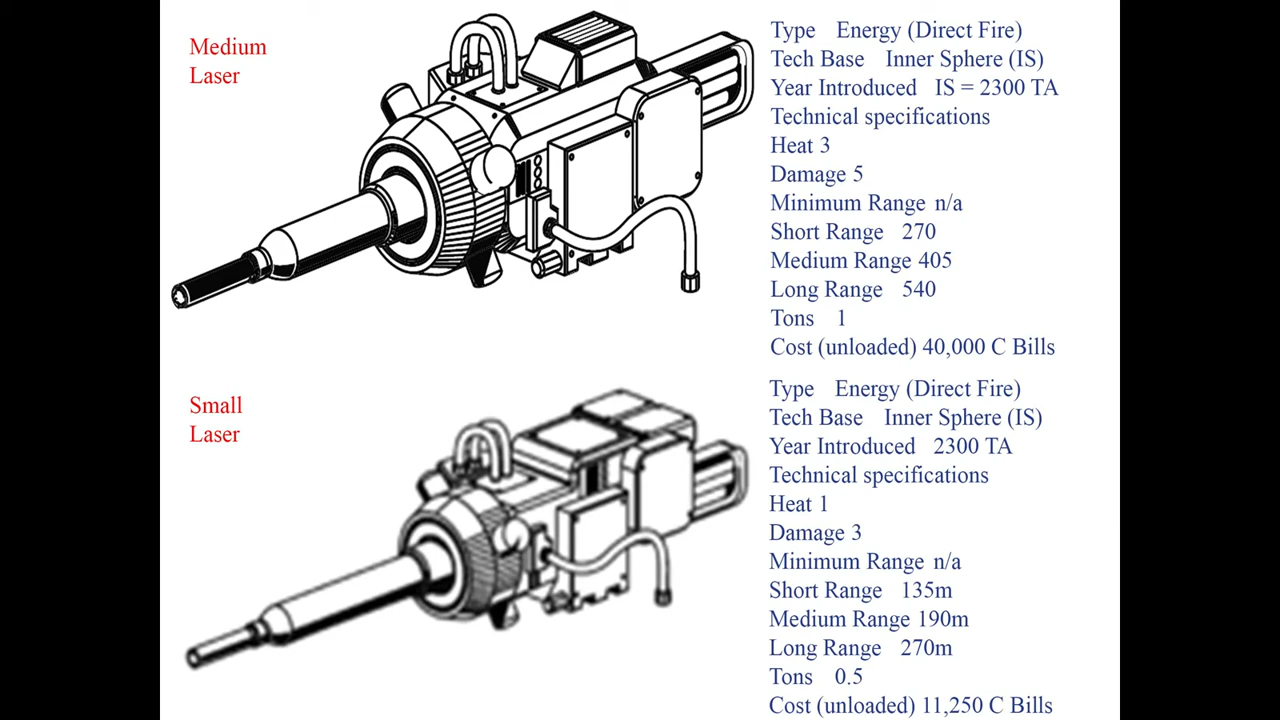 Medium
Laser
Type Energy (Direct Fire)
Tech Base Inner Sphere (IS)
Year Introduced IS = 2300 TA
Technical specifications
Heat 3
Damage 5
Minimum Range n/a
Short Range 270
Medium Range 405
Long Range 540
Tons 1
Cost (unloaded) 40,000 C Bills
Small
Laser
Type Energy (Direct Fire)
Tech Base Inner Sphere (IS)
Year Introduced 2300 TA
Technical specifications
Heat 1
Damage 3
Minimum Range n/a
Short Range 135m
Medium Range 190m
Long Range 270m
Tons 0.5
Cost (unloaded) 11,250 C Bills